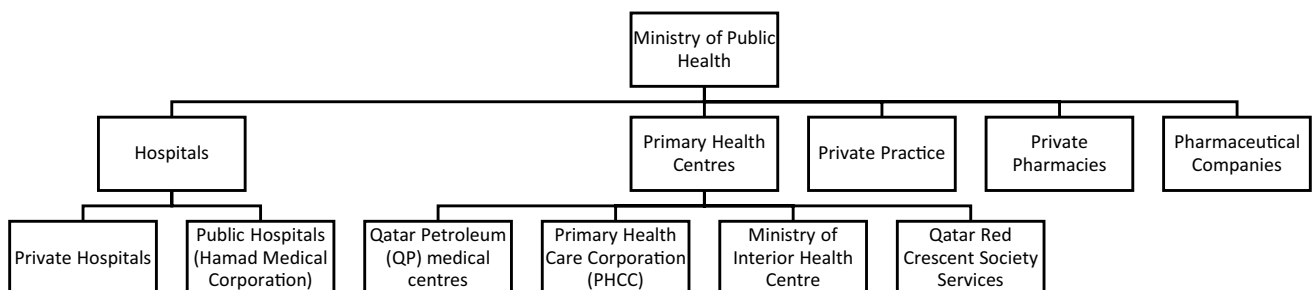 Ministry of Public
Health
Hospitals
Primary Health
Centres
Private Practice
Private
Pharmacies
Pharmaceutical
Companies
Private Hospitals
Public Hospitals
(Hamad Medical
Corporation)
Qatar Petroleum
(QP) medical
centres
Primary Health
Care Corporation
(PHCC)
Ministry of
Interior Health
Centre
Qatar Red
Crescent Society
Services